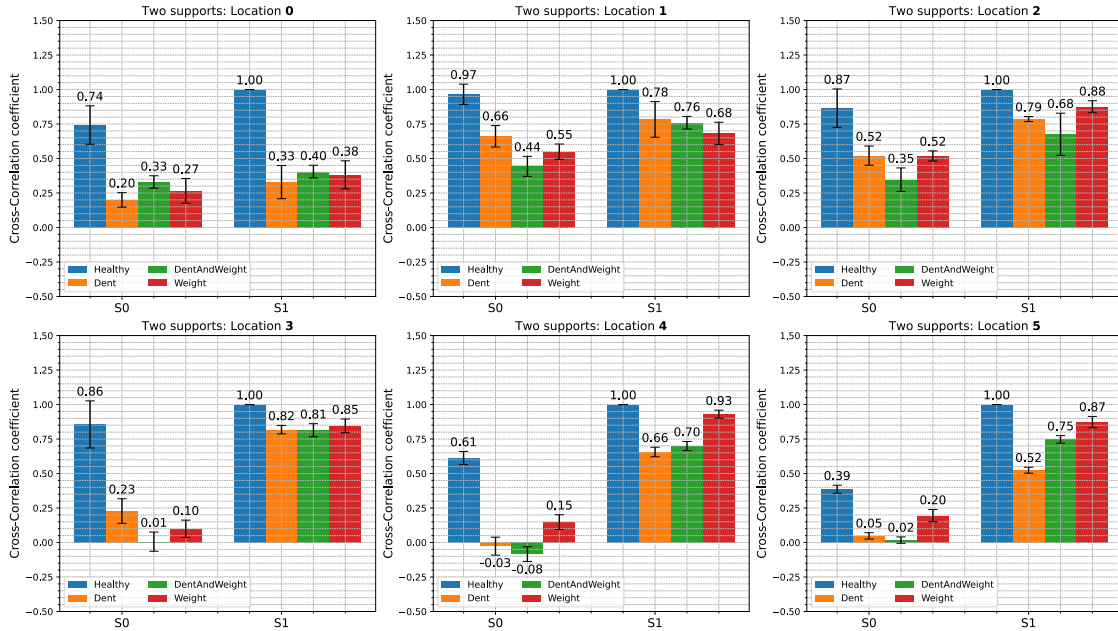 Two supports: Location 0
Cross-Correlation coefficient
1.50
1.25
1.00
0.75
0.50
0.25
0.00
−0.25
−0.50
0.74
0.20
0.33
0.27
1.00
0.33
0.40
0.38
Healthy
Dent
DentAndWeight
Weight
S0
S1
Two supports: Location 1
Cross-Correlation coefficient
1.50
1.25
1.00
0.75
0.50
0.25
0.00
−0.25
−0.50
0.97
0.66
0.44
0.55
1.00
0.78
0.76
0.68
Healthy
Dent
DentAndWeight
Weight
S0
S1
Two supports: Location 2
Cross-Correlation coefficient
1.50
1.25
1.00
0.75
0.50
0.25
0.00
−0.25
−0.50
0.87
0.52
0.35
0.52
1.00
0.79
0.68
0.88
Healthy
Dent
DentAndWeight
Weight
S0
S1
Two supports: Location 3
Cross-Correlation coefficient
1.50
1.25
1.00
0.75
0.50
0.25
0.00
−0.25
−0.50
0.86
0.23
0.01
0.10
1.00
0.82
0.81
0.85
Healthy
Dent
DentAndWeight
Weight
S0
S1
Two supports: Location 4
Cross-Correlation coefficient
1.50
1.25
1.00
0.75
0.50
0.25
0.00
−0.25
−0.50
0.61
-0.03
-0.08
0.15
1.00
0.66
0.70
0.93
Healthy
Dent
DentAndWeight
Weight
S0
S1
Two supports: Location 5
Cross-Correlation coefficient
1.50
1.25
1.00
0.75
0.50
0.25
0.00
−0.25
−0.50
0.39
0.05
0.02
0.20
1.00
0.52
0.75
0.87
Healthy
Dent
DentAndWeight
Weight
S0
S1